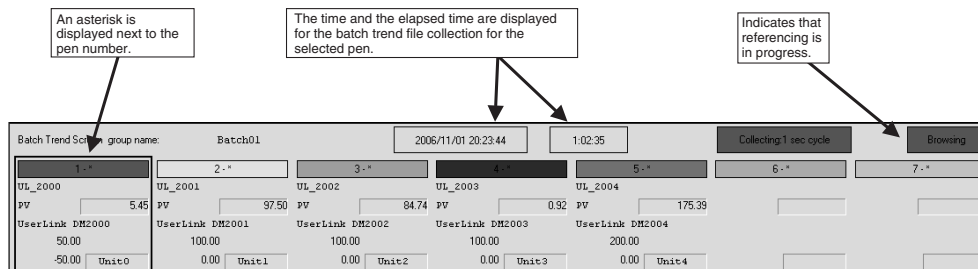 An asterisk is
displayed next to the
pen number.
The time and the elapsed time are displayed
for the batch trend file collection for the
selected pen.
Indicates that
referencing is
in progress.
Batch Trend Screen group name: Batch01 2006/11/01 20:23:44 1:02:35 Collecting:1 sec cycle Browsing
1-* 2-* 3-* 4-* 5-* 6-* 7-*
UL_2000 UL_2001 UL_2002 UL_2003 UL_2004
PV 5.45 PV 97.50 PV 84.74 PV 0.92 PV 175.39
UserLink DM2000 UserLink DM2001 UserLink DM2002 UserLink DM2003 UserLink DM2004
50.00 100.00 100.00 100.00 200.00
-50.00 Unit0 0.00 Unit1 0.00 Unit2 0.00 Unit3 0.00 Unit4